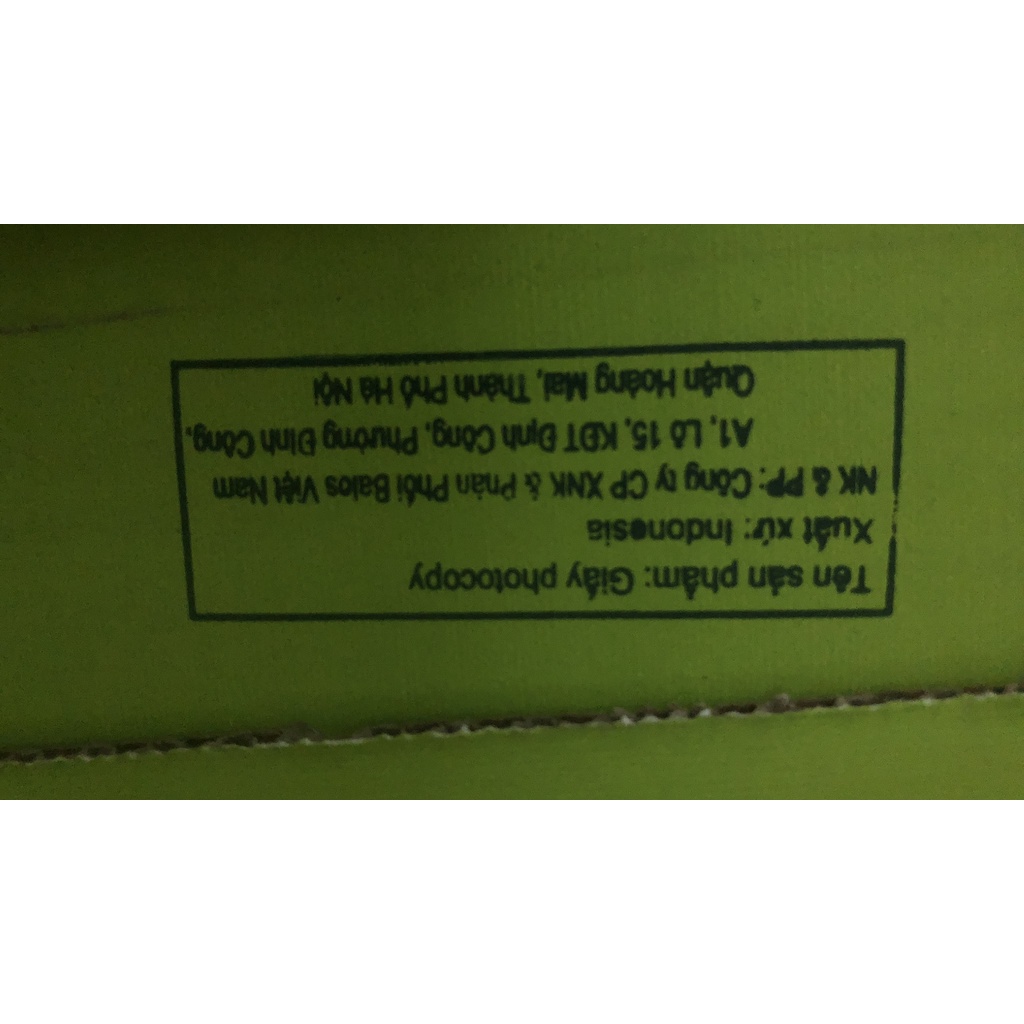 Tên sản phẩm: Giấy photocopy
Xuất xứ: Indonesia
NK & PP: Công ty CP XNK & Phân Phối Balos Việt Nam
A1, Lô 15, KĐT Định Công, Phường Định Công,
Quận Hoàng Mai, Thành Phố Hà Nội